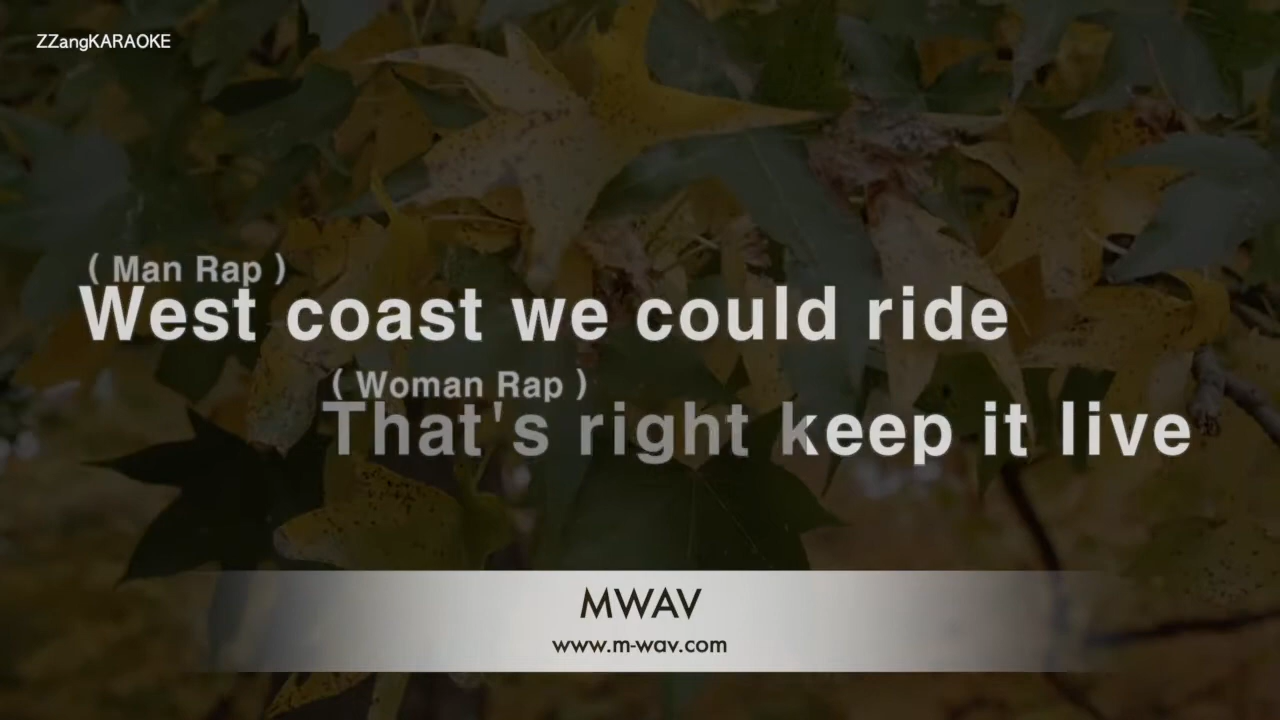 ZZangKARAOKE
( Man Rap )
West coast we could ride
( Woman Rap )
That's right keep it live
MWAV
www.m-wav.com